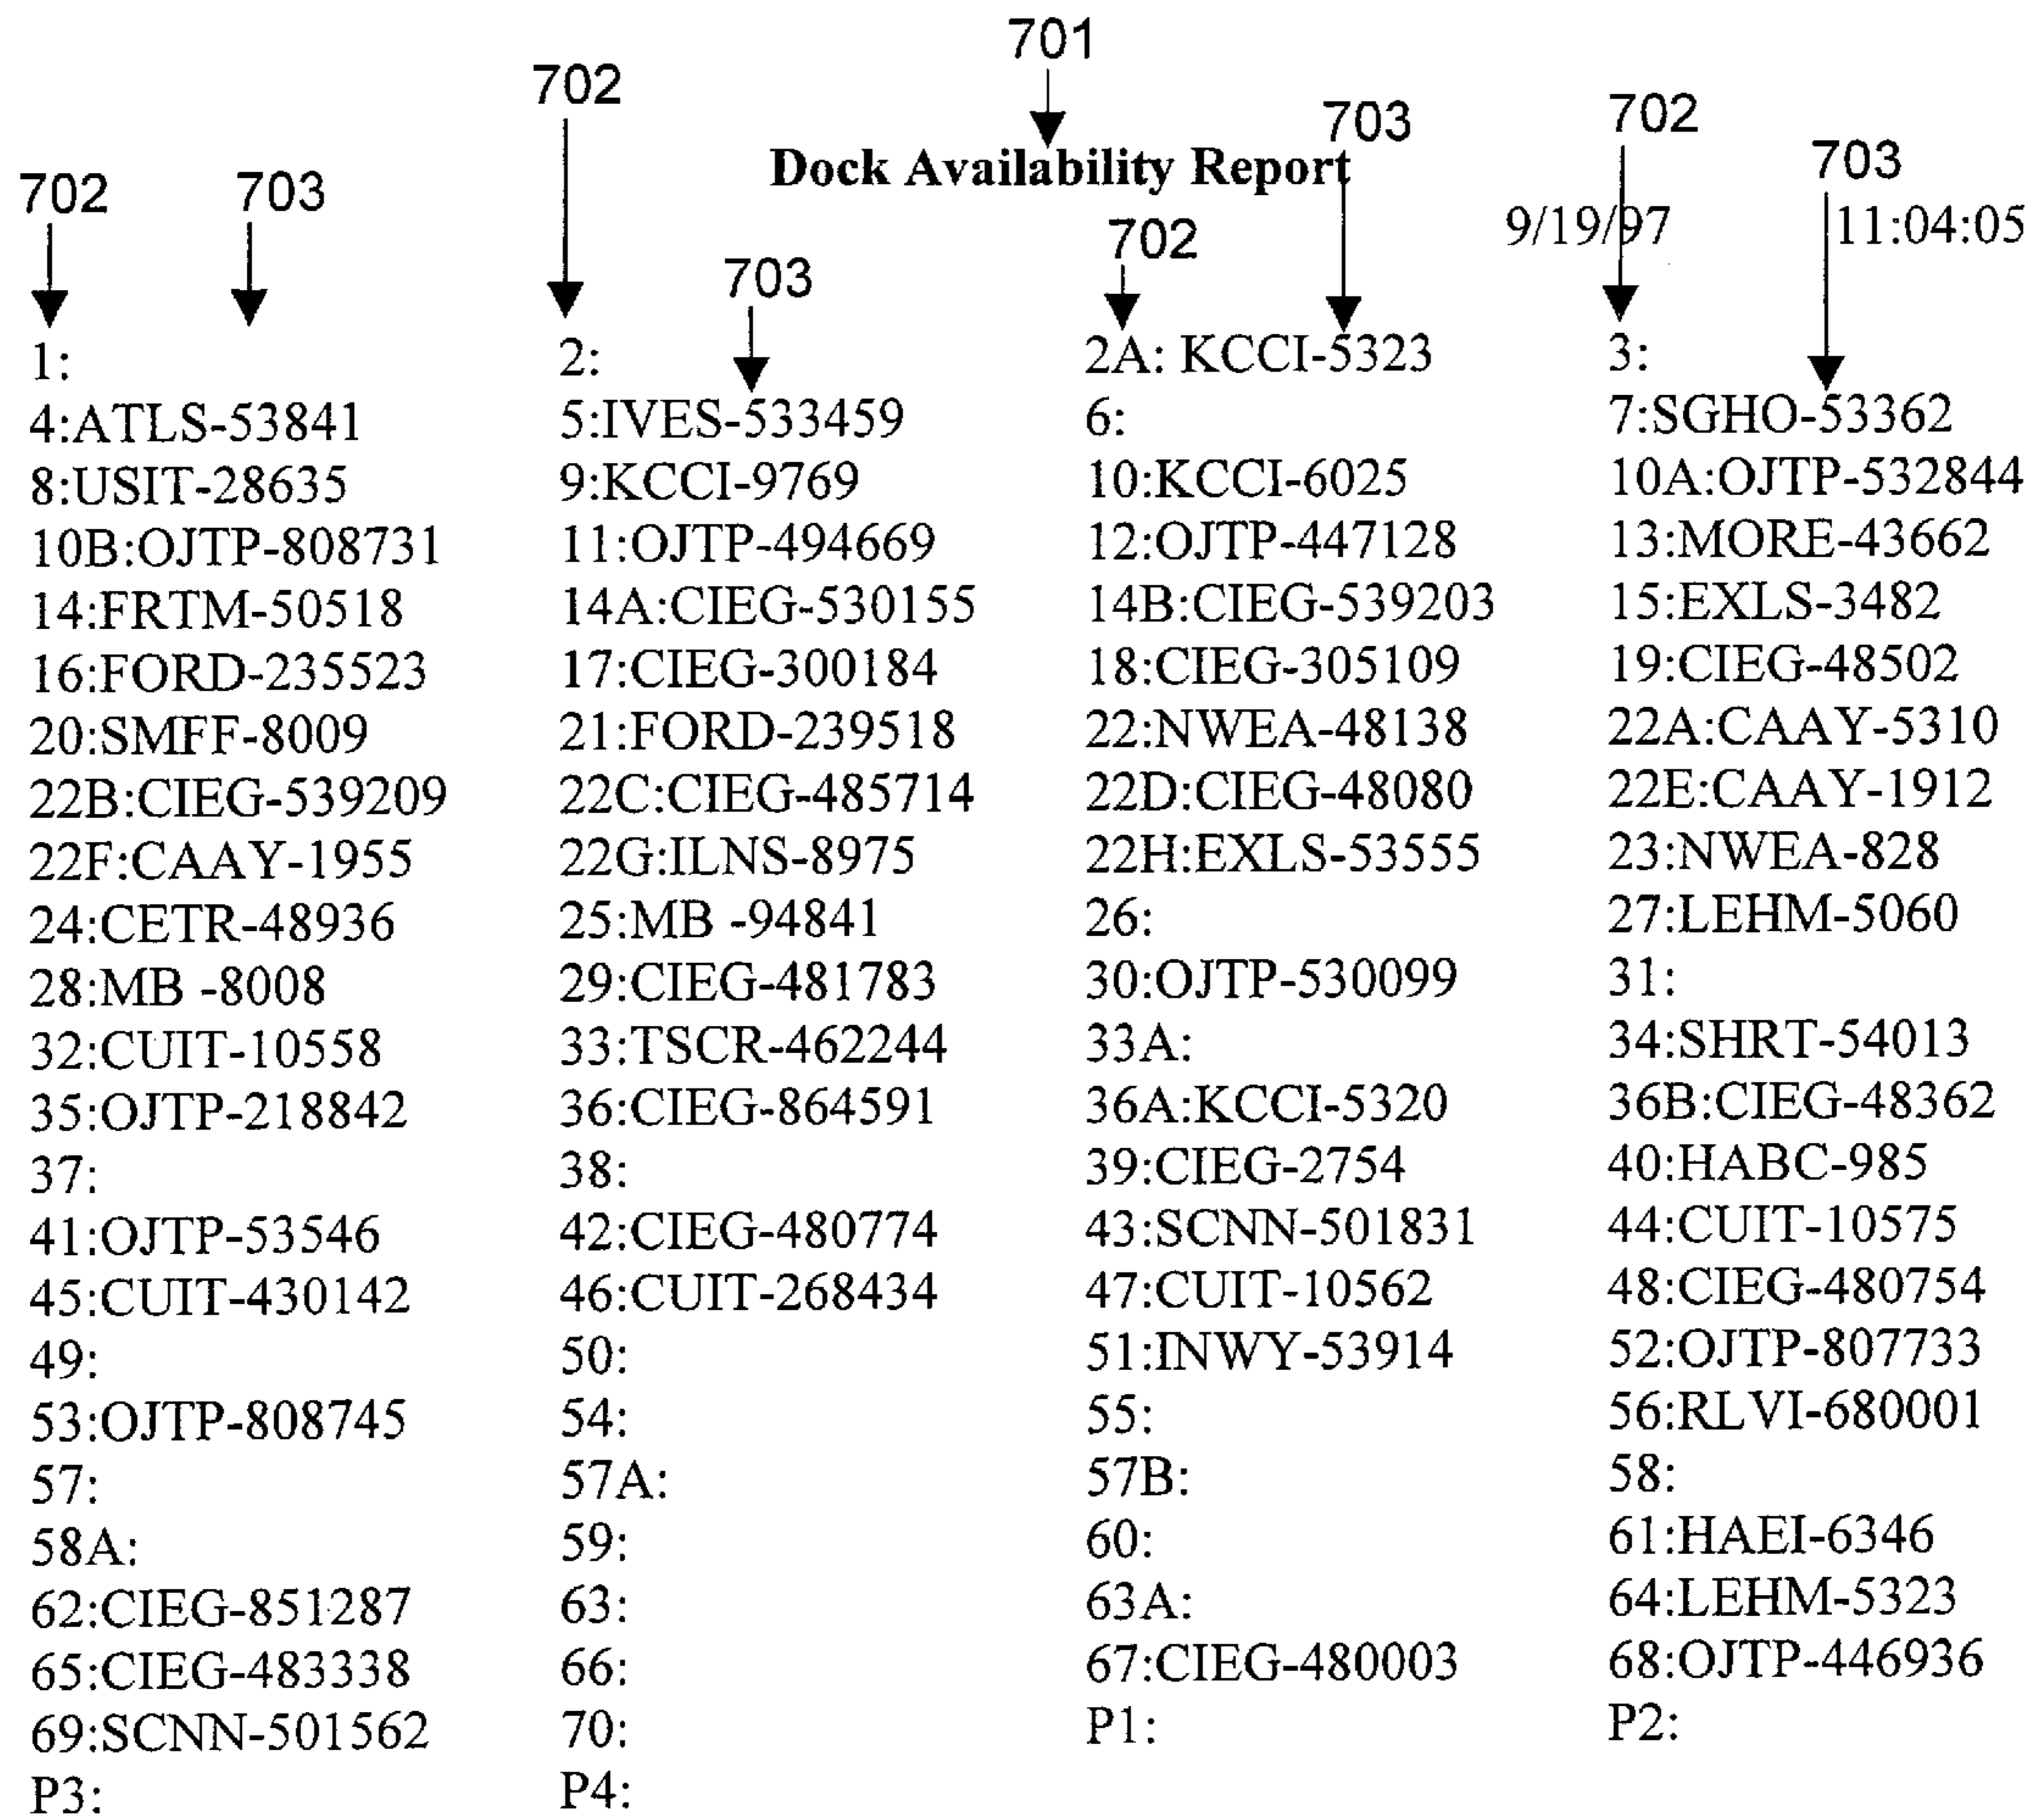 701
702 703 702
Dock Availability Report
702 703 703
9/19/97 11:04:05
702
703
1: 2: 2A: KCCI-5323 3:
4:ATLS-53841 5:IVES-533459 6: 7:SGHO-53362
8:USIT-28635 9:KCCI-9769 10:KCCI-6025 10A:OJTP-532844
10B:OJTP-808731 11:OJTP-494669 12:OJTP-447128 13:MORE-43662
14:FRTM-50518 14A:CIEG-530155 14B:CIEG-539203 15:EXLS-3482
16:FORD-235523 17:CIEG-300184 18:CIEG-305109 19:CIEG-48502
20:SMFF-8009 21:FORD-239518 22:NWEA-48138 22A:CAAY-5310
22B:CIEG-539209 22C:CIEG-485714 22D:CIEG-48080 22E:CAAY-1912
22F:CAAY-1955 22G:ILNS-8975 22H:EXLS-53555 23:NWEA-828
24:CETR-48936 25:MB -94841 26: 27:LEHM-5060
28:MB -8008 29:CIEG-481783 30:OJTP-530099 31:
32:CUIT-10558 33:TSCR-462244 33A: 34:SHRT-54013
35:OJTP-218842 36:CIEG-864591 36A:KCCI-5320 36B:CIEG-48362
37: 38: 39:CIEG-2754 40:HABC-985
41:OJTP-53546 42:CIEG-480774 43:SCNN-501831 44:CUIT-10575
45:CUIT-430142 46:CUIT-268434 47:CUIT-10562 48:CIEG-480754
49: 50: 51:INWY-53914 52:OJTP-807733
53:OJTP-808745 54: 55: 56:RLVI-680001
57: 57A: 57B: 58:
58A: 59: 60: 61:HAEI-6346
62:CIEG-851287 63: 63A: 64:LEHM-5323
65:CIEG-483338 66: 67:CIEG-480003 68:OJTP-446936
69:SCNN-501562 70: P1: P2:
P3: P4: